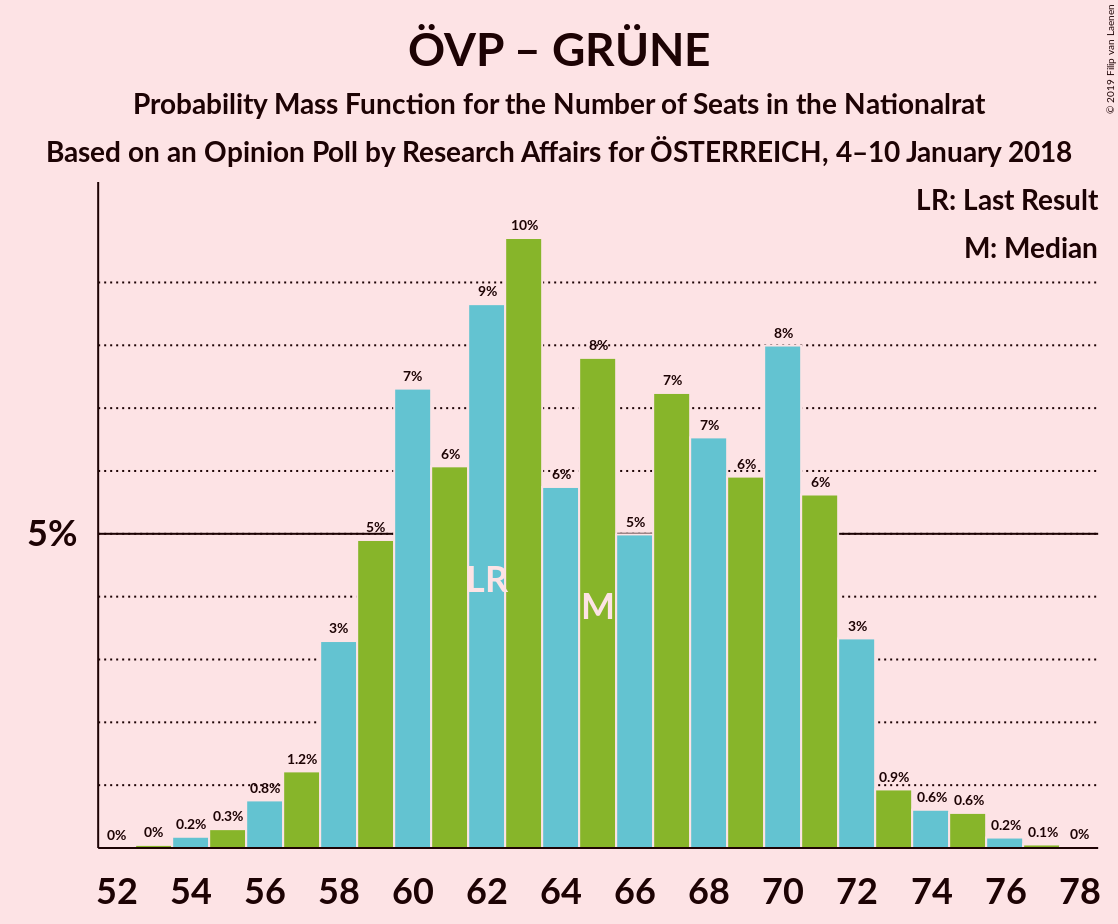 ÖVP – GRÜNE
Probability Mass Function for the Number of Seats in the Nationalrat
Based on an Opinion Poll by Research Affairs for ÖSTERREICH, 4–10 January 2018
© 2019 Filip van Laenen
LR: Last Result
M: Median
5%
0% 0% 0.2% 0.3% 0.8% 1.2% 3% 5% 7% 6% 9% 10% 6% 8% 5% 7% 7% 6% 8% 6% 3% 0.9% 0.6% 0.6% 0.2% 0.1% 0%
LR
M
52 54 56 58 60 62 64 66 68 70 72 74 76 78